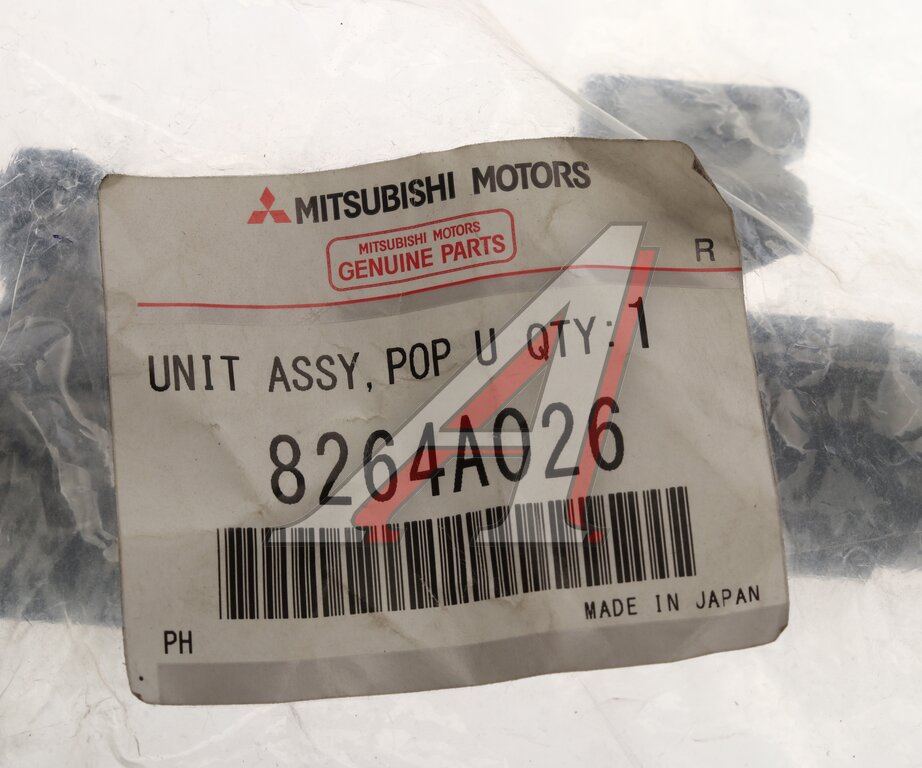 MITSUBISHI MOTORS
MITSUBISHI MOTORS
GENUINE PARTS
R
UNIT ASSY, POP U QTY: 1
8264A026
MADE IN JAPAN
PH